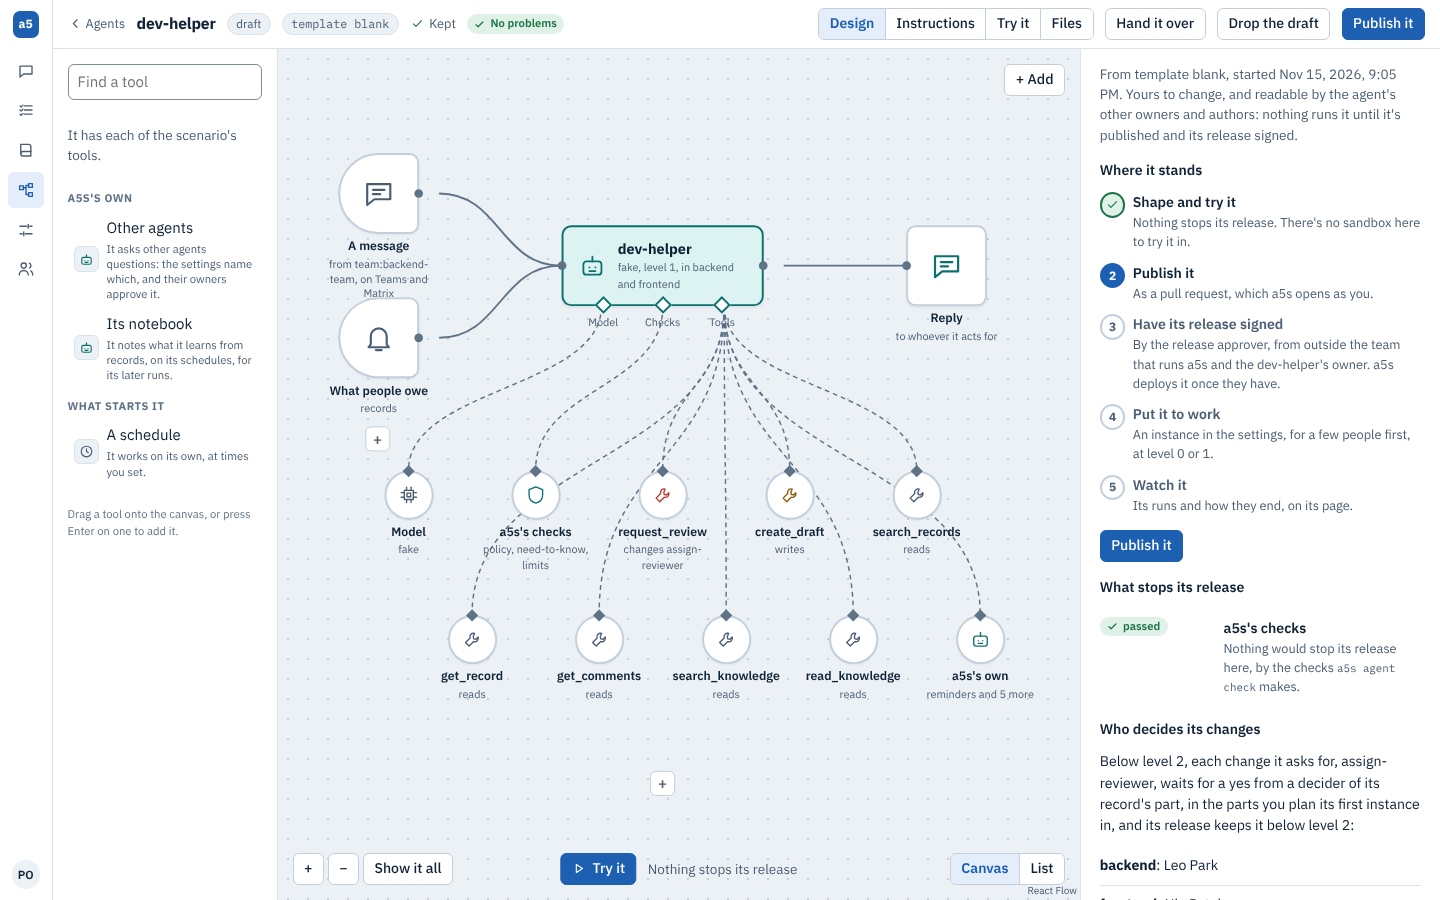 a5
Agents
dev-helper
draft
template blank
Kept
No problems
Design
Instructions
Try it
Files
Hand it over
Drop the draft
Publish it
Find a tool
It has each of the scenario's
tools.
A5S'S OWN
Other agents
It asks other agents
questions: the settings name
which, and their owners
approve it.
Its notebook
It notes what it learns from
records, on its schedules, for
its later runs.
WHAT STARTS IT
A schedule
It works on its own, at times
you set.
Drag a tool onto the canvas, or press
Enter on one to add it.
PO
+ Add
A message
from team:backend-
team, on Teams and
Matrix
What people owe
records
+
dev-helper
fake, level 1, in backend
and frontend
Model
Checks
Tools
Reply
to whoever it acts for
Model
fake
a5s's checks
policy, need-to-know,
limits
request_review
changes assign-
reviewer
create_draft
writes
search_records
reads
get_record
reads
get_comments
reads
search_knowledge
reads
read_knowledge
reads
a5s's own
reminders and 5 more
+
+
−
Show it all
Try it
Nothing stops its release
Canvas
List
React Flow
From template blank, started Nov 15, 2026, 9:05
PM. Yours to change, and readable by the agent's
other owners and authors: nothing runs it until it's
published and its release signed.
Where it stands
Shape and try it
Nothing stops its release. There's no sandbox here
to try it in.
2
Publish it
As a pull request, which a5s opens as you.
3
Have its release signed
By the release approver, from outside the team
that runs a5s and the dev-helper's owner. a5s
deploys it once they have.
4
Put it to work
An instance in the settings, for a few people first,
at level 0 or 1.
5
Watch it
Its runs and how they end, on its page.
Publish it
What stops its release
passed
a5s's checks
Nothing would stop its release
here, by the checks a5s agent
check makes.
Who decides its changes
Below level 2, each change it asks for, assign-
reviewer, waits for a yes from a decider of its
record's part, in the parts you plan its first instance
in, and its release keeps it below level 2:
backend: Leo Park